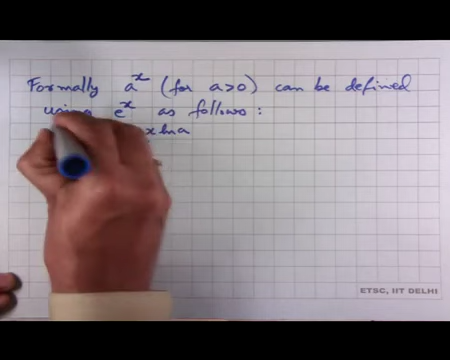 Formally a^x (for a>0) can be defined
using e^x as follows:
x ln a
ETSC, IIT DELHI